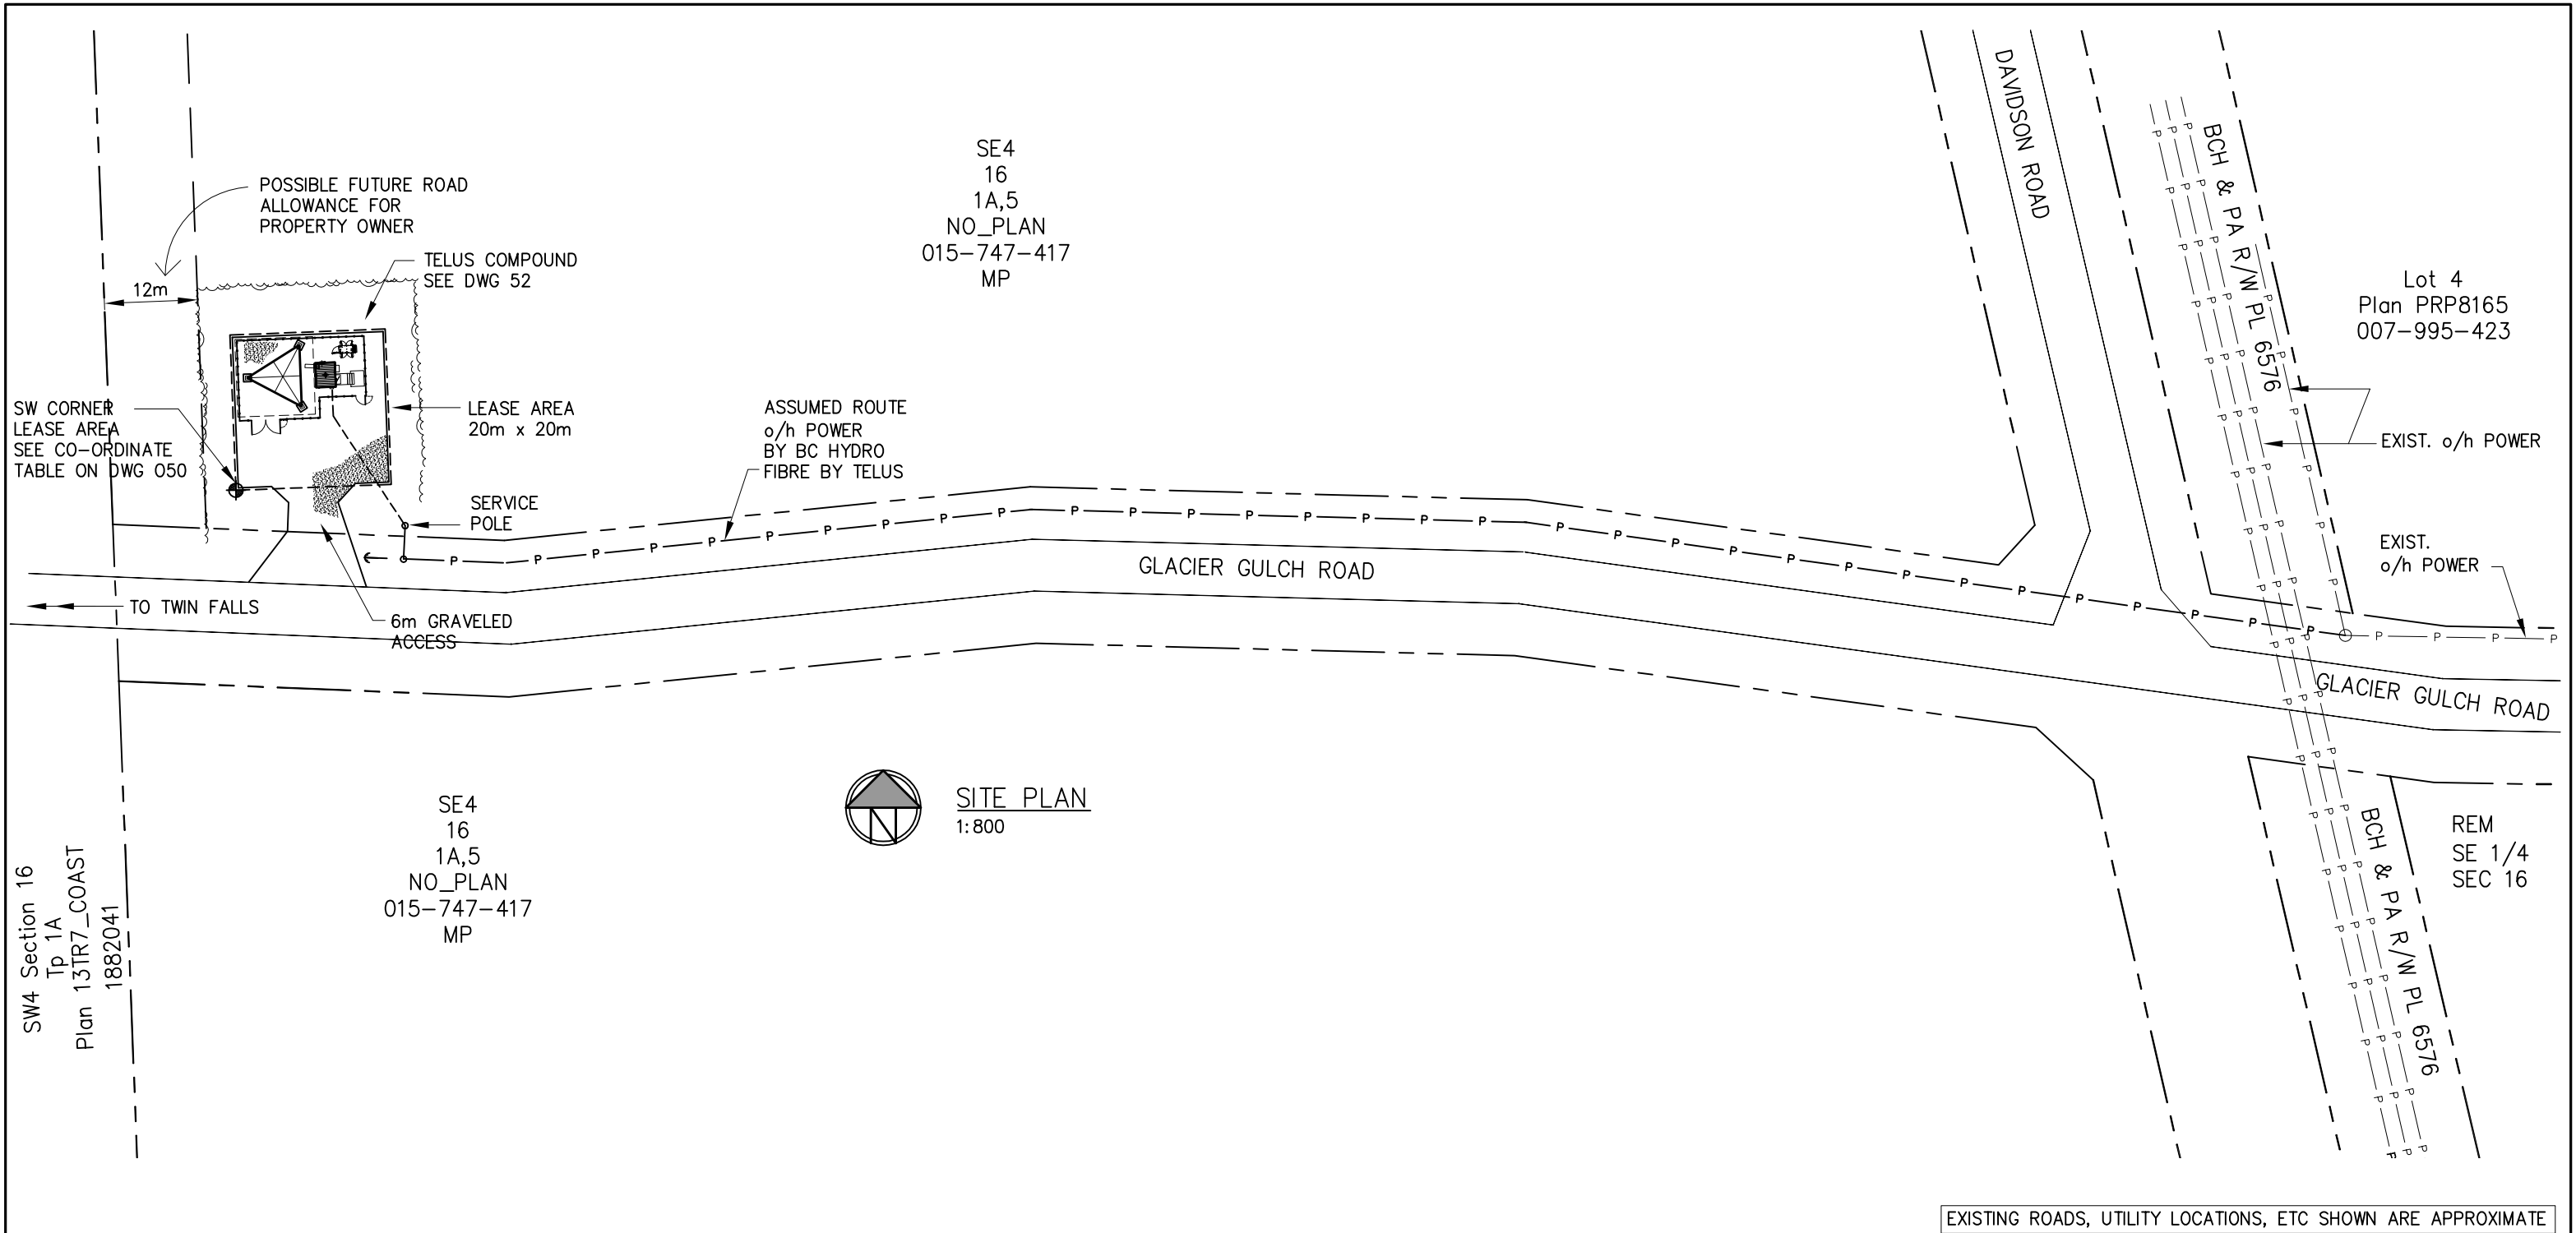 POSSIBLE FUTURE ROAD
ALLOWANCE FOR
PROPERTY OWNER
12m
TELUS COMPOUND
SEE DWG 52
SW CORNER
LEASE AREA
SEE CO-ORDINATE
TABLE ON DWG 050
LEASE AREA
20m x 20m
SERVICE
POLE
ASSUMED ROUTE
o/h POWER
BY BC HYDRO
FIBRE BY TELUS
SE4
16
1A,5
NO_PLAN
015-747-417
MP
DAVIDSON ROAD
BCH & PA R/W PL 6576
Lot 4
Plan PRP8165
007-995-423
EXIST. o/h POWER
EXIST.
o/h POWER
GLACIER GULCH ROAD
GLACIER GULCH ROAD
TO TWIN FALLS
6m GRAVELED
ACCESS
SE4
16
1A,5
NO_PLAN
015-747-417
MP
SW4 Section 16
Tp 1A
Plan 13TR7_COAST
1882041
N
SITE PLAN
1:800
BCH & PA R/W PL 6576
REM
SE 1/4
SEC 16
EXISTING ROADS, UTILITY LOCATIONS, ETC SHOWN ARE APPROXIMATE